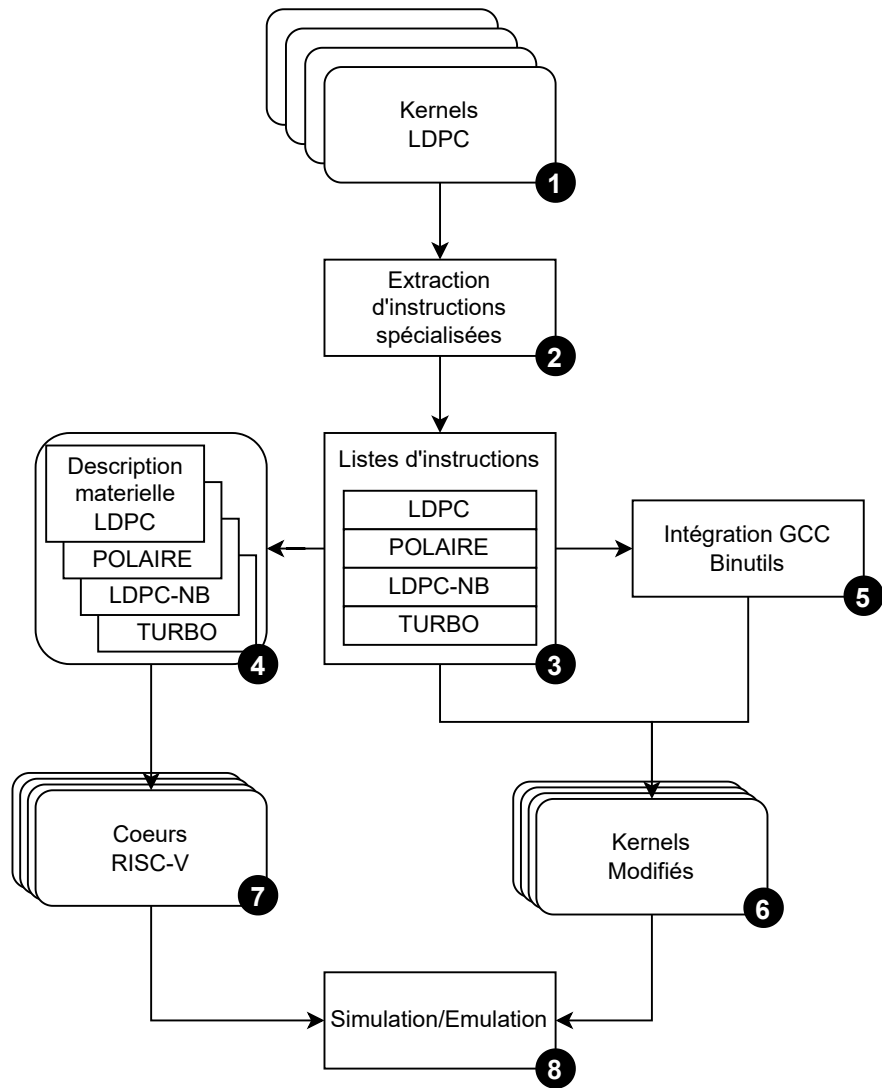 Kernels
LDPC
1
Extraction
d'instructions
spécialisées
2
Listes d'instructions
LDPC
POLAIRE
LDPC-NB
TURBO
3
Description
materielle
LDPC
POLAIRE
LDPC-NB
TURBO
4
Intégration GCC
Binutils
5
Coeurs
RISC-V
7
Kernels
Modifiés
6
Simulation/Emulation
8